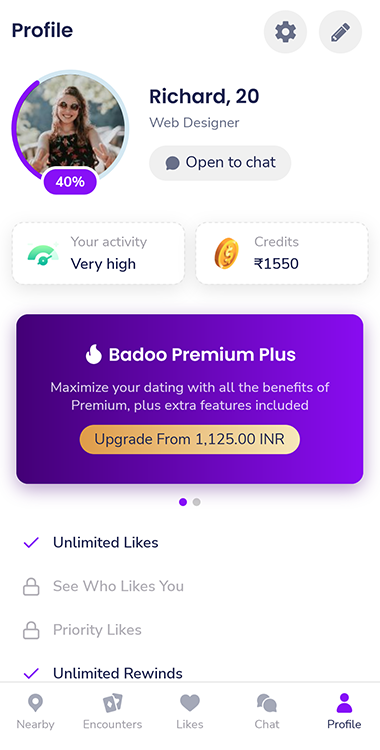 Profile
Richard, 20
Web Designer
Open to chat
40%
Your activity
Very high
Credits
₹1550
Badoo Premium Plus
Maximize your dating with all the benefits of
Premium, plus extra features included
Upgrade From 1,125.00 INR
Unlimited Likes
See Who Likes You
Priority Likes
Unlimited Rewinds
Nearby
Encounters
Likes
Chat
Profile